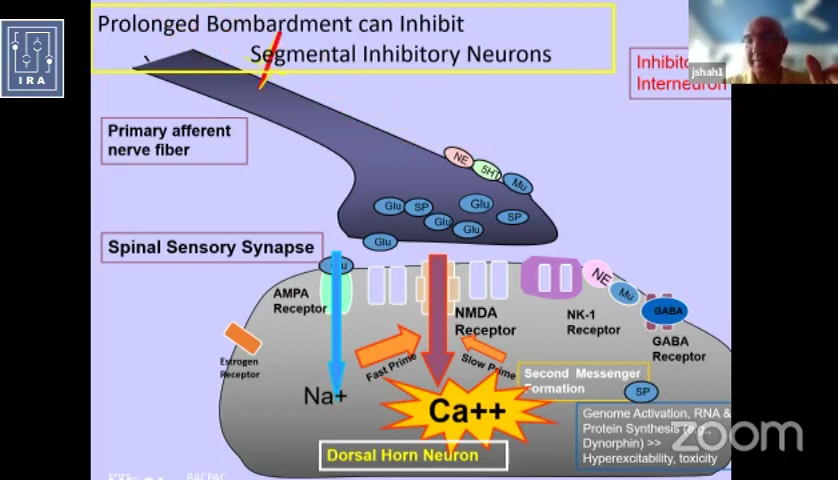 Prolonged Bombardment can Inhibit
Segmental Inhibitory Neurons
IRA
jshah1
Interneuron
Primary afferent
nerve fiber
NE
5HT
Mu
Glu
SP
Glu
Glu
SP
Glu
Glu
Spinal Sensory Synapse
AMPA
Receptor
NMDA
Receptor
NK-1
Receptor
NE
Mu
GABA
GABA
Receptor
Estrogen
Receptor
Fast Prime
Slow Prime
Na+
Ca++
Second Messenger
Formation
SP
Genome Activation, RNA &
Protein Synthesis (e.g.,
Dynorphin) >>
Hyperexcitability, toxicity
zoom
Dorsal Horn Neuron
BACPAC